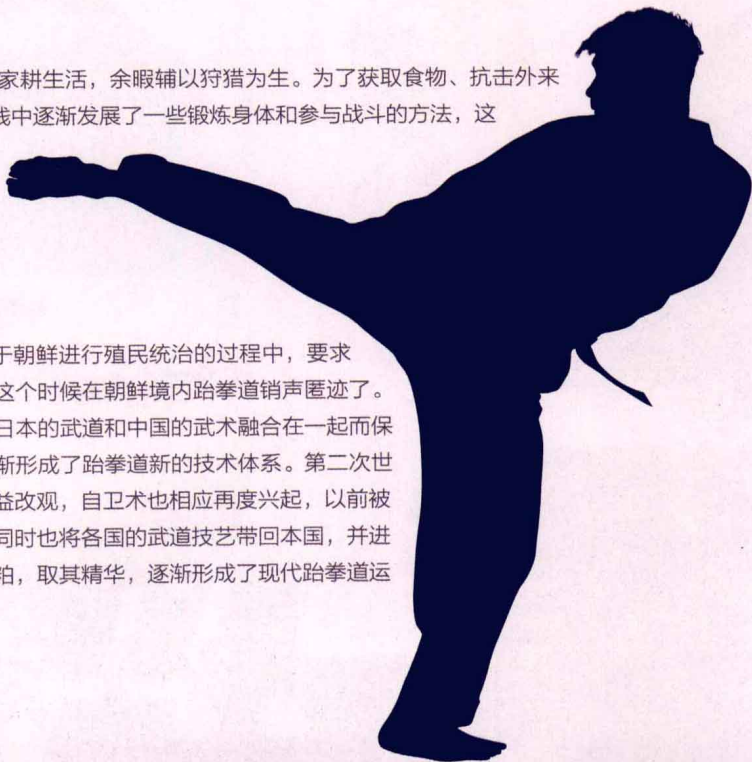 家耕生活，余暇辅以狩猎为生。为了获取食物、抗击外来
践中逐渐发展了一些锻炼身体和参与战斗的方法，这
于朝鲜进行殖民统治的过程中，要求
这个时候在朝鲜境内跆拳道销声匿迹了。
日本的武道和中国的武术融合在一起而保
渐形成了跆拳道新的技术体系。第二次世
益改观，自卫术也相应再度兴起，以前被
同时也将各国的武道技艺带回本国，并进
粕，取其精华，逐渐形成了现代跆拳道运